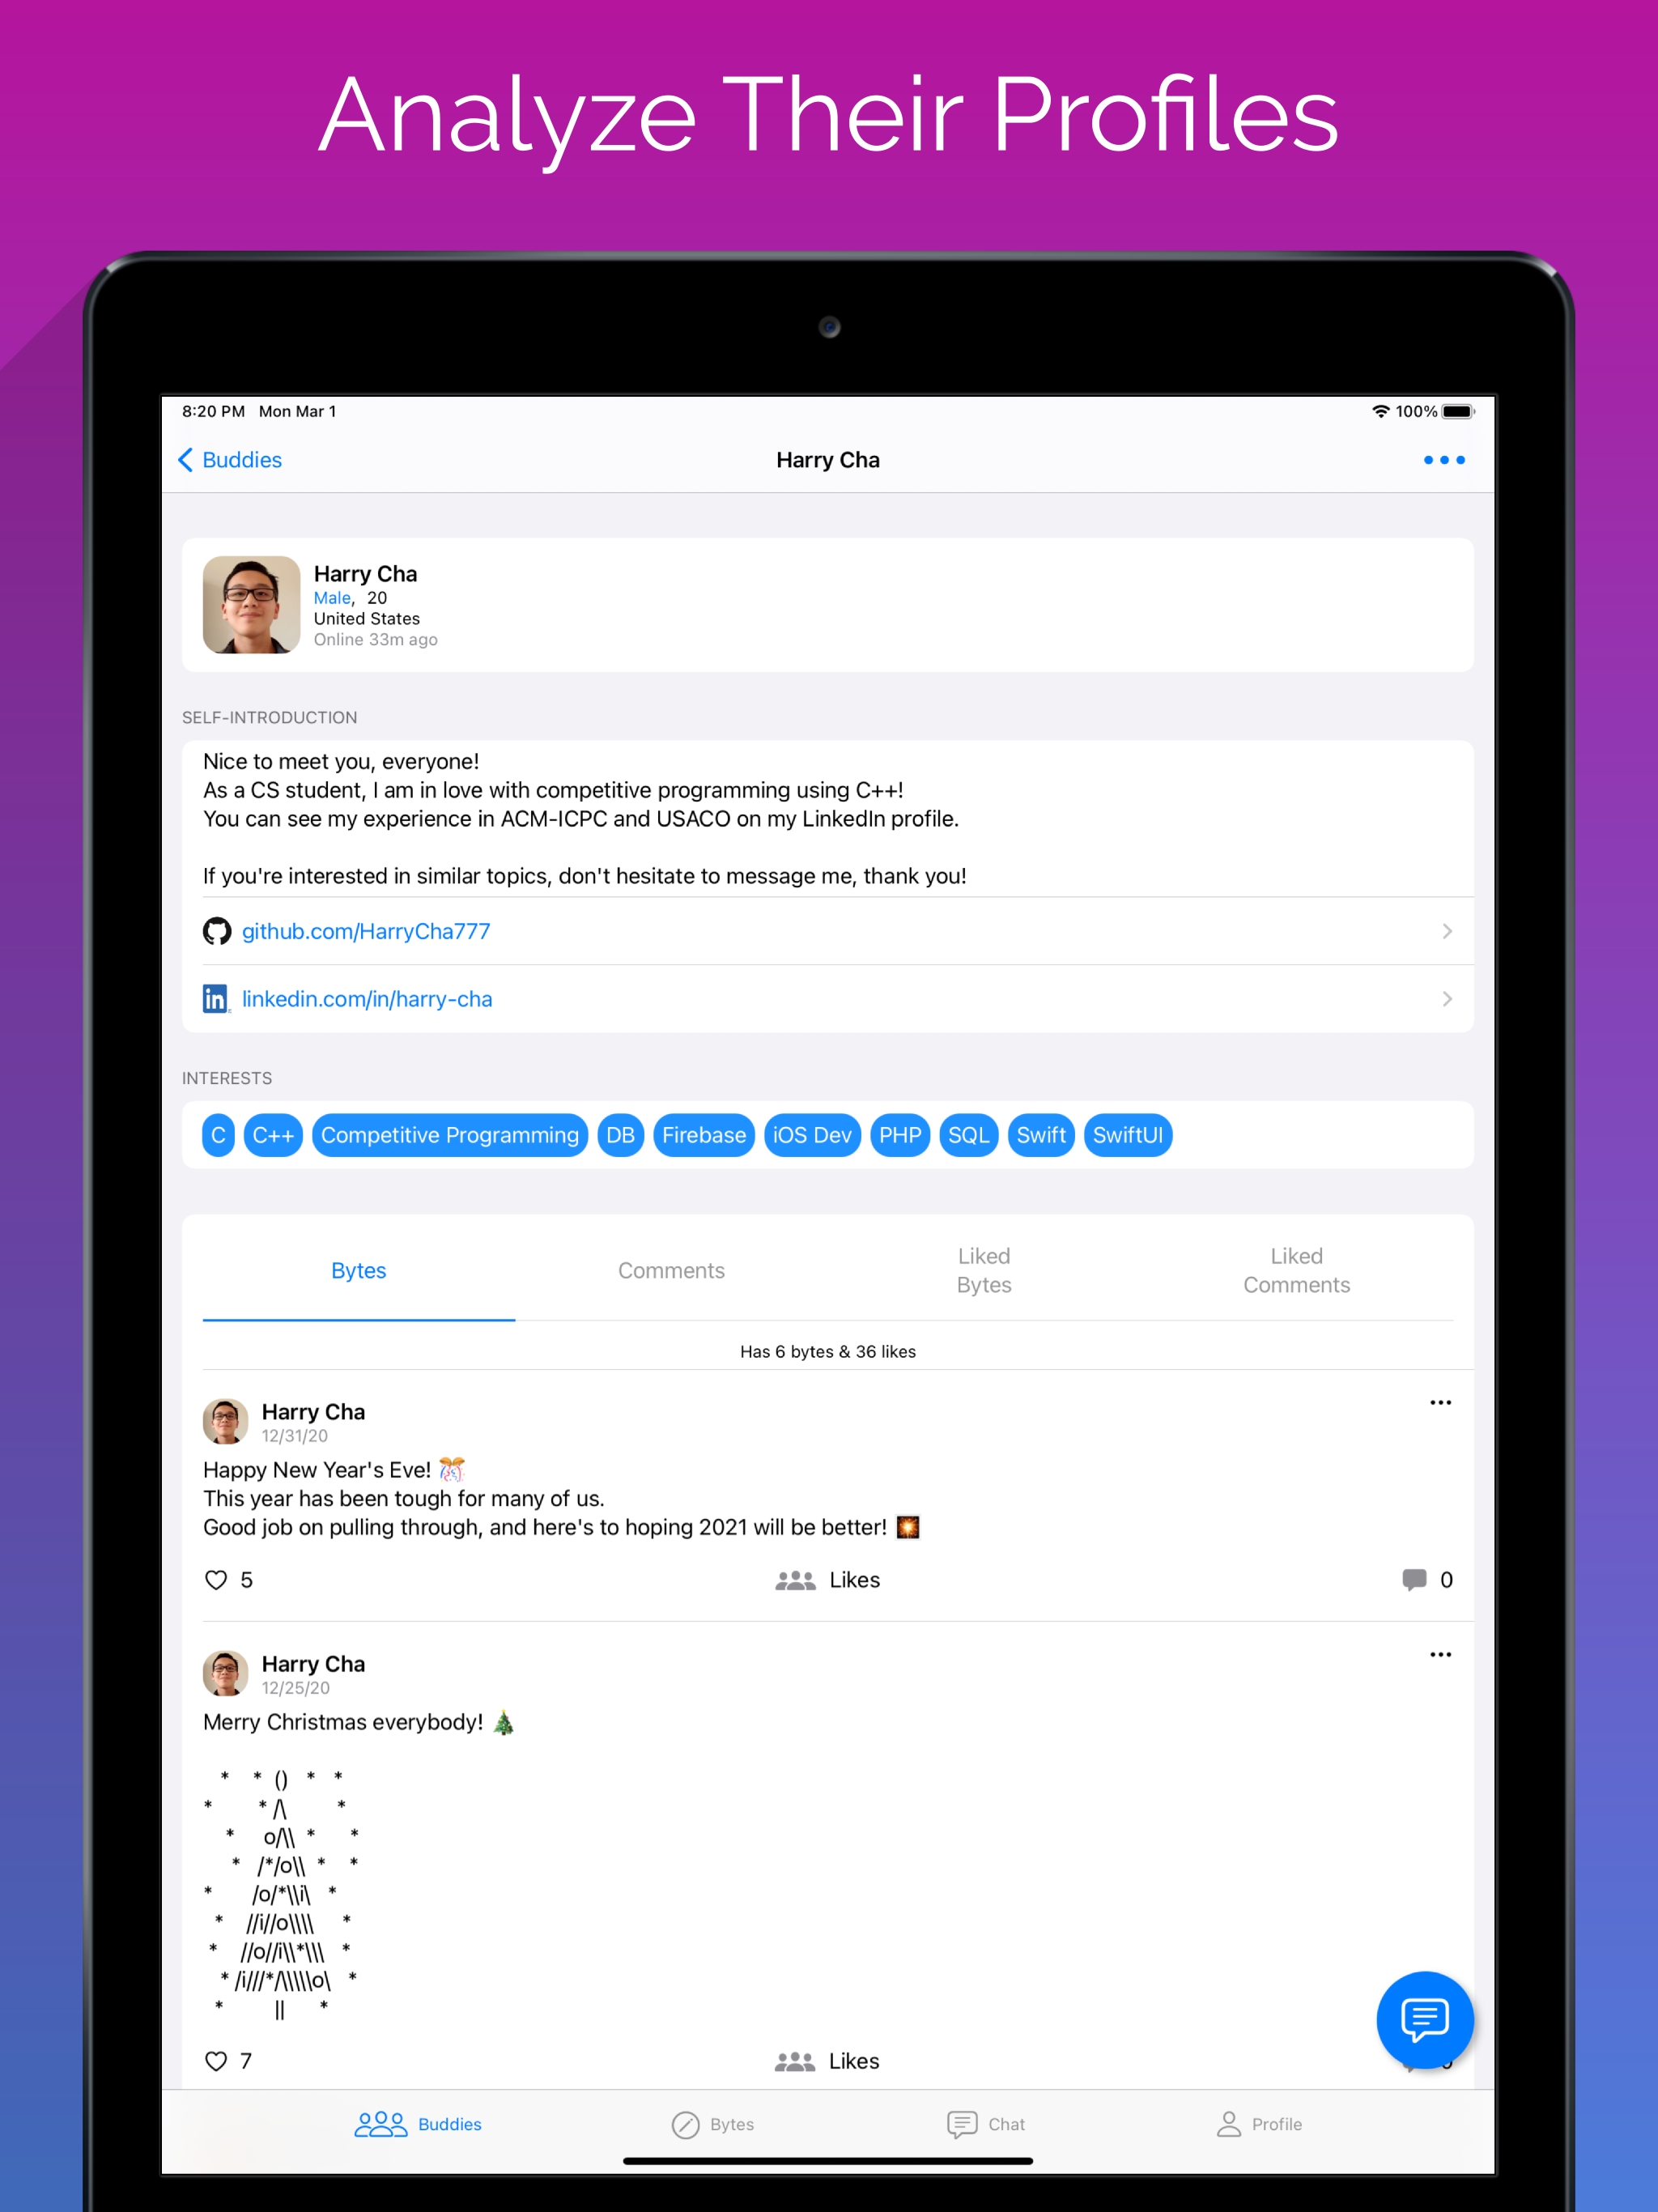 Analyze Their Profiles
8:20 PM Mon Mar 1
100%
Buddies
Harry Cha
Harry Cha
Male, 20
United States
Online 33m ago
SELF-INTRODUCTION
Nice to meet you, everyone!
As a CS student, I am in love with competitive programming using C++!
You can see my experience in ACM-ICPC and USACO on my LinkedIn profile.
If you're interested in similar topics, don't hesitate to message me, thank you!
github.com/HarryCha777
in linkedin.com/in/harry-cha
INTERESTS
C C++ Competitive Programming DB Firebase iOS Dev PHP SQL Swift SwiftUI
Bytes Comments Liked Bytes Liked Comments
Has 6 bytes & 36 likes
Harry Cha
12/31/20
Happy New Year's Eve! 🎊
This year has been tough for many of us.
Good job on pulling through, and here's to hoping 2021 will be better! 🎇
5 Likes 0
Harry Cha
12/25/20
Merry Christmas everybody! 🎄
* * () * *
* * /\ *
* o/\\ * *
* /*/o\\ * *
* /o/*\\i\ *
* //i//o\\\\ *
* //o//i\\*\\\ *
* /i///*/\\\\\o\ *
* || *
7 Likes
Buddies Bytes Chat Profile